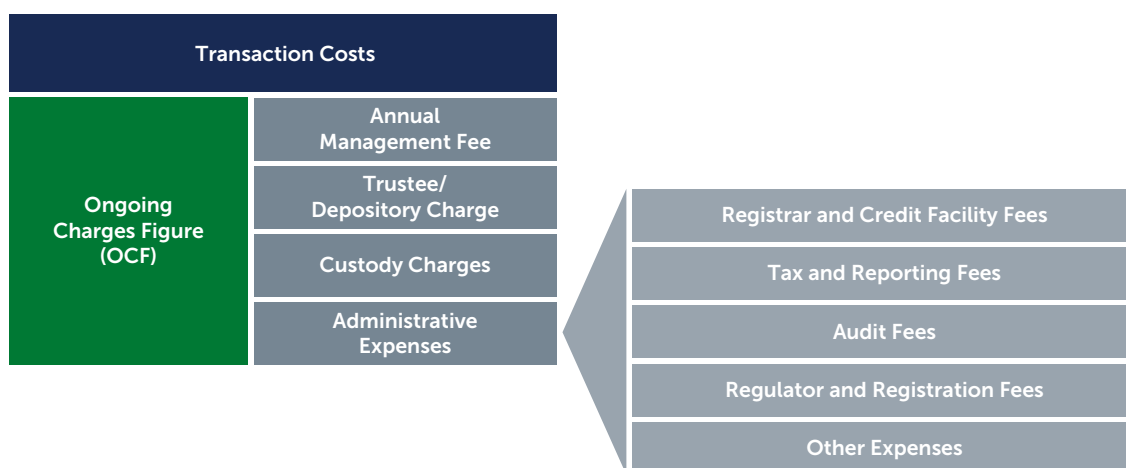 Transaction Costs
Ongoing
Charges Figure
(OCF)
Annual
Management Fee
Trustee/
Depository Charge
Custody Charges
Administrative
Expenses
Registrar and Credit Facility Fees
Tax and Reporting Fees
Audit Fees
Regulator and Registration Fees
Other Expenses